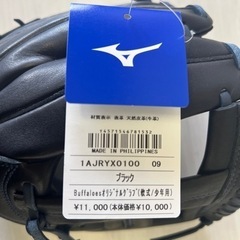 材質表示 表革 天然皮革(牛革)
MADE IN PHILIPPINES
1AJRYX0100 09
ブラック
Buffaloesオリジナルグラブ(軟式/少年用)
¥11,000(本体価格¥10,000)